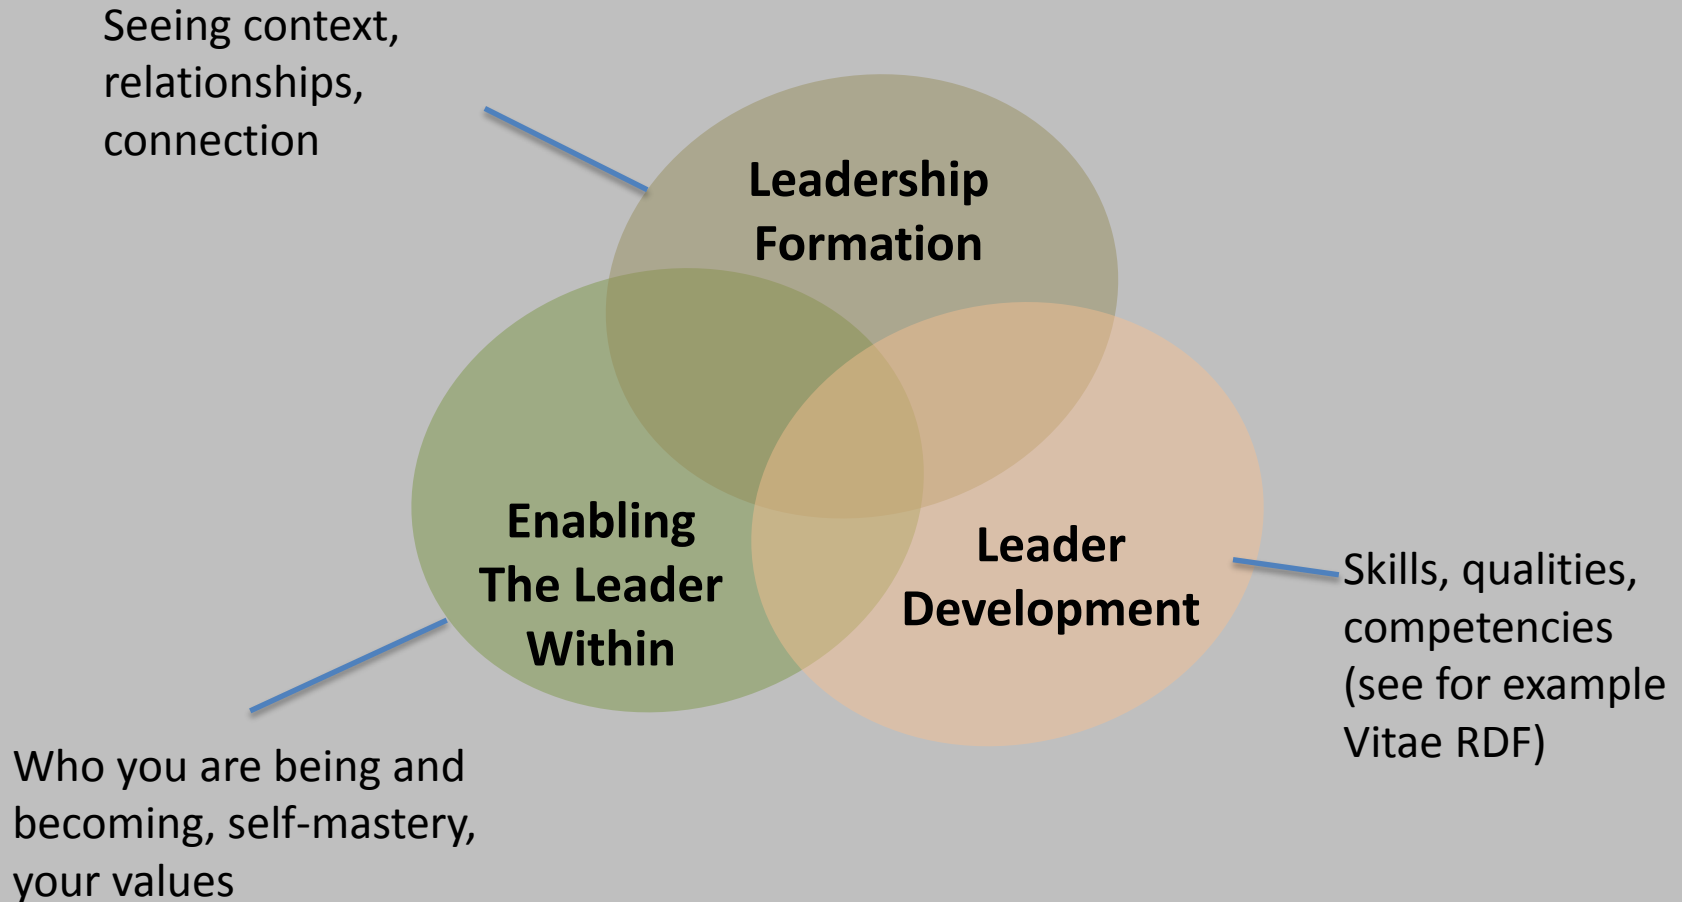 Seeing context,
relationships,
connection
Leadership
Formation
Enabling
The Leader
Within
Leader
Development
Skills, qualities,
competencies
(see for example
Vitae RDF)
Who you are being and
becoming, self-mastery,
your values